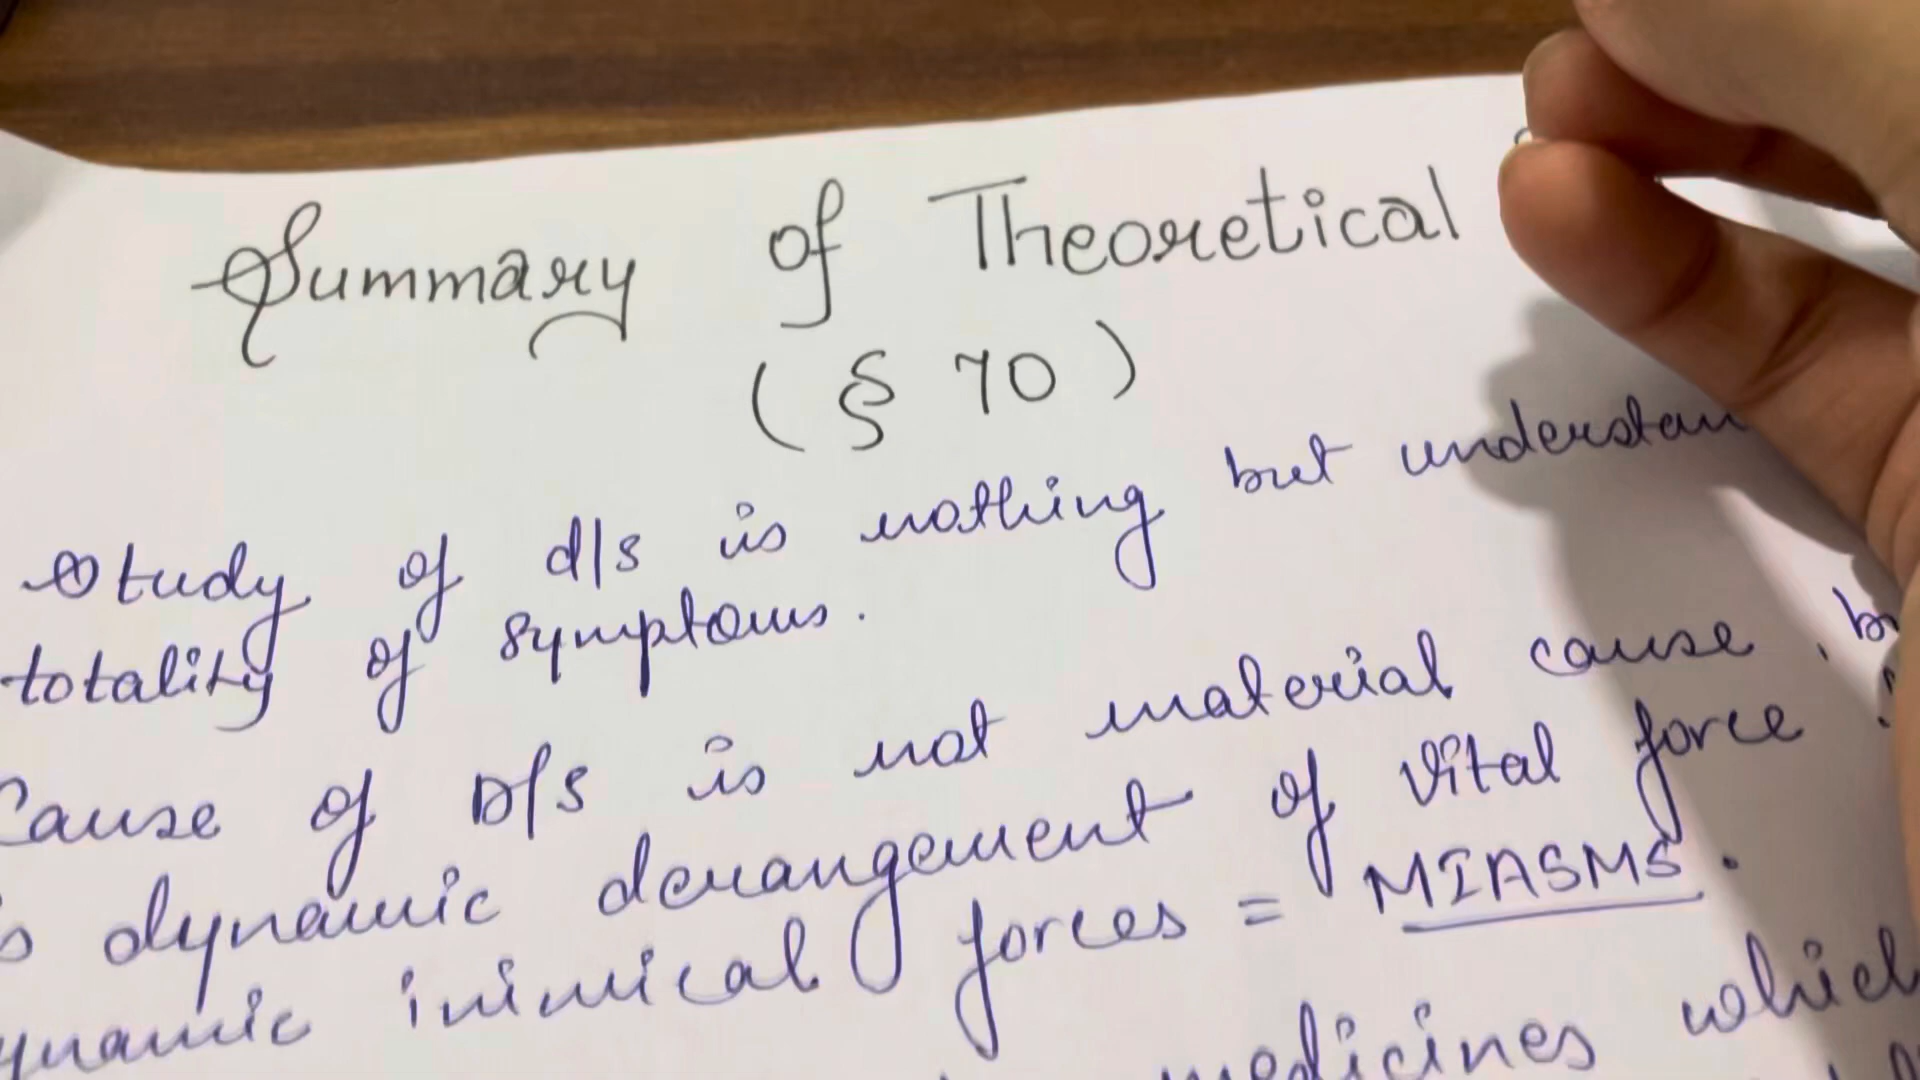 Summary of Theoretical
(§ 70)
Study of d/s is nothing but
totality of symptoms.
Cause of D/s is not material cause,
dynamic derangement of vital force
inimical forces = MIASMS.
medicines which